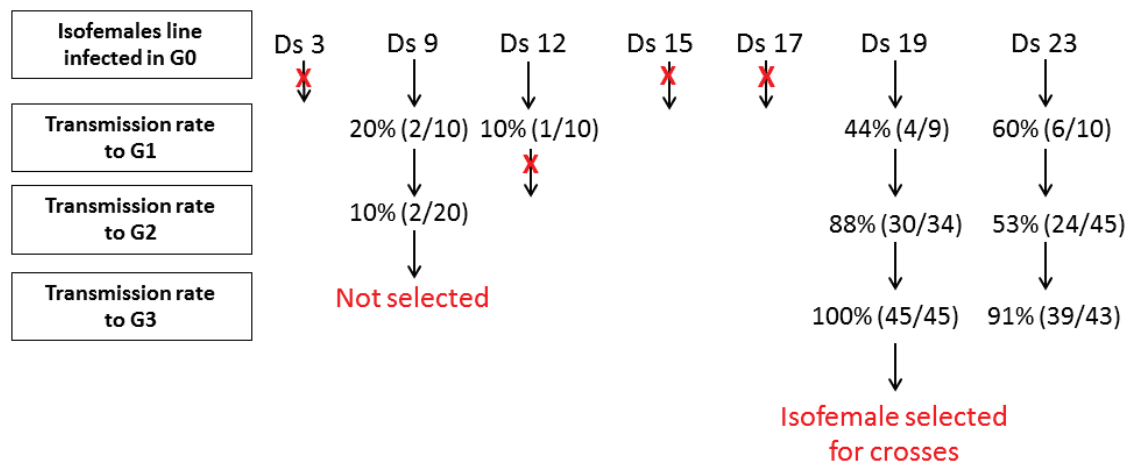 Isofemales line
infected in G0
Ds 3
Ds 9
Ds 12
Ds 15
Ds 17
Ds 19
Ds 23
X
X
X
Transmission rate
to G1
20% (2/10)
10% (1/10)
44% (4/9)
60% (6/10)
X
Transmission rate
to G2
10% (2/20)
88% (30/34)
53% (24/45)
Transmission rate
to G3
Not selected
100% (45/45)
91% (39/43)
Isofemale selected
for crosses